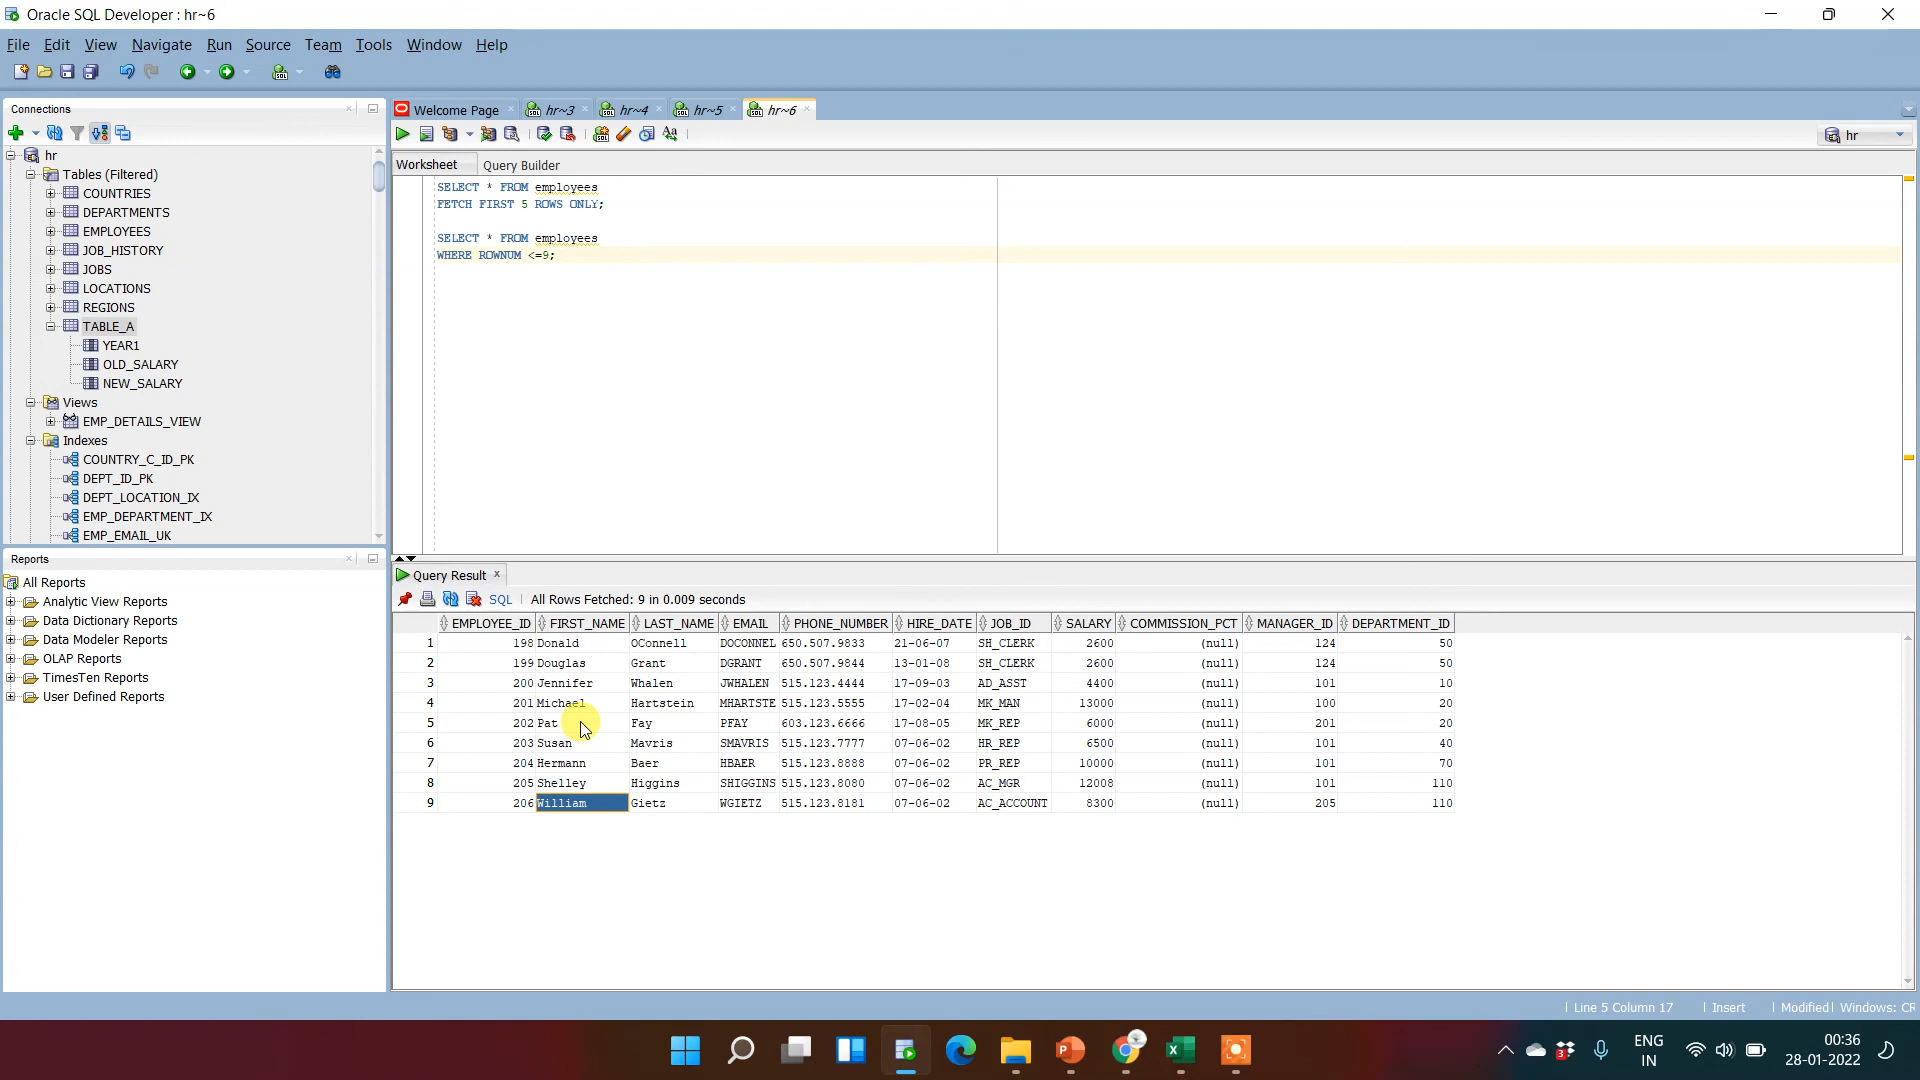 Oracle SQL Developer : hr~6
File Edit View Navigate Run Source Team Tools Window Help
Connections
Welcome Page hr~3 hr~4 hr~5 hr~6
hr
Worksheet Query Builder
hr
Tables (Filtered)
COUNTRIES
DEPARTMENTS
EMPLOYEES
JOB_HISTORY
JOBS
LOCATIONS
REGIONS
TABLE_A
YEAR1
OLD_SALARY
NEW_SALARY
Views
EMP_DETAILS_VIEW
Indexes
COUNTRY_C_ID_PK
DEPT_ID_PK
DEPT_LOCATION_IX
EMP_DEPARTMENT_IX
EMP_EMAIL_UK
SELECT * FROM employees
FETCH FIRST 5 ROWS ONLY;
SELECT * FROM employees
WHERE ROWNUM <=9;
Reports
All Reports
Analytic View Reports
Data Dictionary Reports
Data Modeler Reports
OLAP Reports
TimesTen Reports
User Defined Reports
Query Result
SQL All Rows Fetched: 9 in 0.009 seconds
EMPLOYEE_ID FIRST_NAME LAST_NAME EMAIL PHONE_NUMBER HIRE_DATE JOB_ID SALARY COMMISSION_PCT MANAGER_ID DEPARTMENT_ID
1 198 Donald OConnell DOCONNEL 650.507.9833 21-06-07 SH_CLERK 2600 (null) 124 50
2 199 Douglas Grant DGRANT 650.507.9844 13-01-08 SH_CLERK 2600 (null) 124 50
3 200 Jennifer Whalen JWHALEN 515.123.4444 17-09-03 AD_ASST 4400 (null) 101 10
4 201 Michael Hartstein MHARTSTE 515.123.5555 17-02-04 MK_MAN 13000 (null) 100 20
5 202 Pat Fay PFAY 603.123.6666 17-08-05 MK_REP 6000 (null) 201 20
6 203 Susan Mavris SMAVRIS 515.123.7777 07-06-02 HR_REP 6500 (null) 101 40
7 204 Hermann Baer HBAER 515.123.8888 07-06-02 PR_REP 10000 (null) 101 70
8 205 Shelley Higgins SHIGGINS 515.123.8080 07-06-02 AC_MGR 12008 (null) 101 110
9 206 William Gietz WGIETZ 515.123.8181 07-06-02 AC_ACCOUNT 8300 (null) 205 110
Line 5 Column 17 Insert Modified Windows: CF
ENG
IN
00:36
28-01-2022